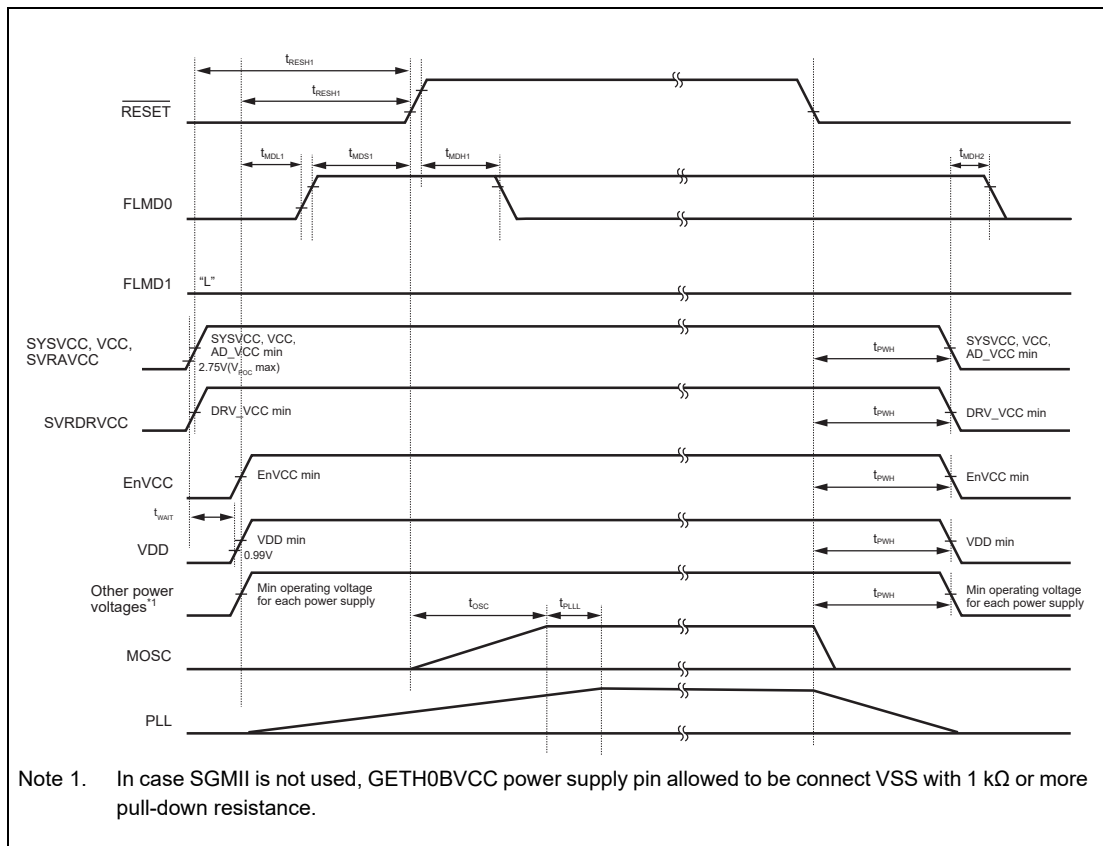 tRESH1
tRESH1
RESET
tMDL1
tMDS1
tMDH1
tMDH2
FLMD0
FLMD1
“L”
SYSVCC, VCC,
SVRAVCC
SYSVCC, VCC,
AD_VCC min
2.75V(VPOC max)
tPWH
SYSVCC, VCC,
AD_VCC min
SVRDRVCC
DRV_VCC min
tPWH
DRV_VCC min
EnVCC
EnVCC min
tPWH
EnVCC min
tWAIT
VDD
VDD min
0.99V
tPWH
VDD min
Other power
voltages*1
Min operating voltage
for each power supply
tOSC
tPLLL
tPWH
Min operating voltage
for each power supply
MOSC
PLL
Note 1. In case SGMII is not used, GETH0BVCC power supply pin allowed to be connect VSS with 1 kΩ or more
pull-down resistance.